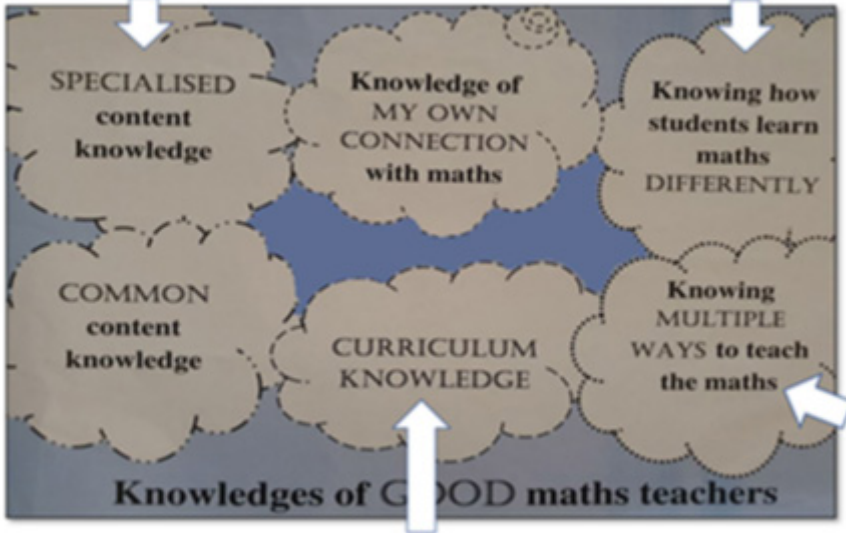 SPECIALISED
content
knowledge
Knowledge of
MY OWN
CONNECTION
with maths
Knowing how
students learn
maths
DIFFERENTLY
COMMON
content
knowledge
CURRICULUM
KNOWLEDGE
Knowing
MULTIPLE
WAYS to teach
the maths
Knowledges of GOOD maths teachers